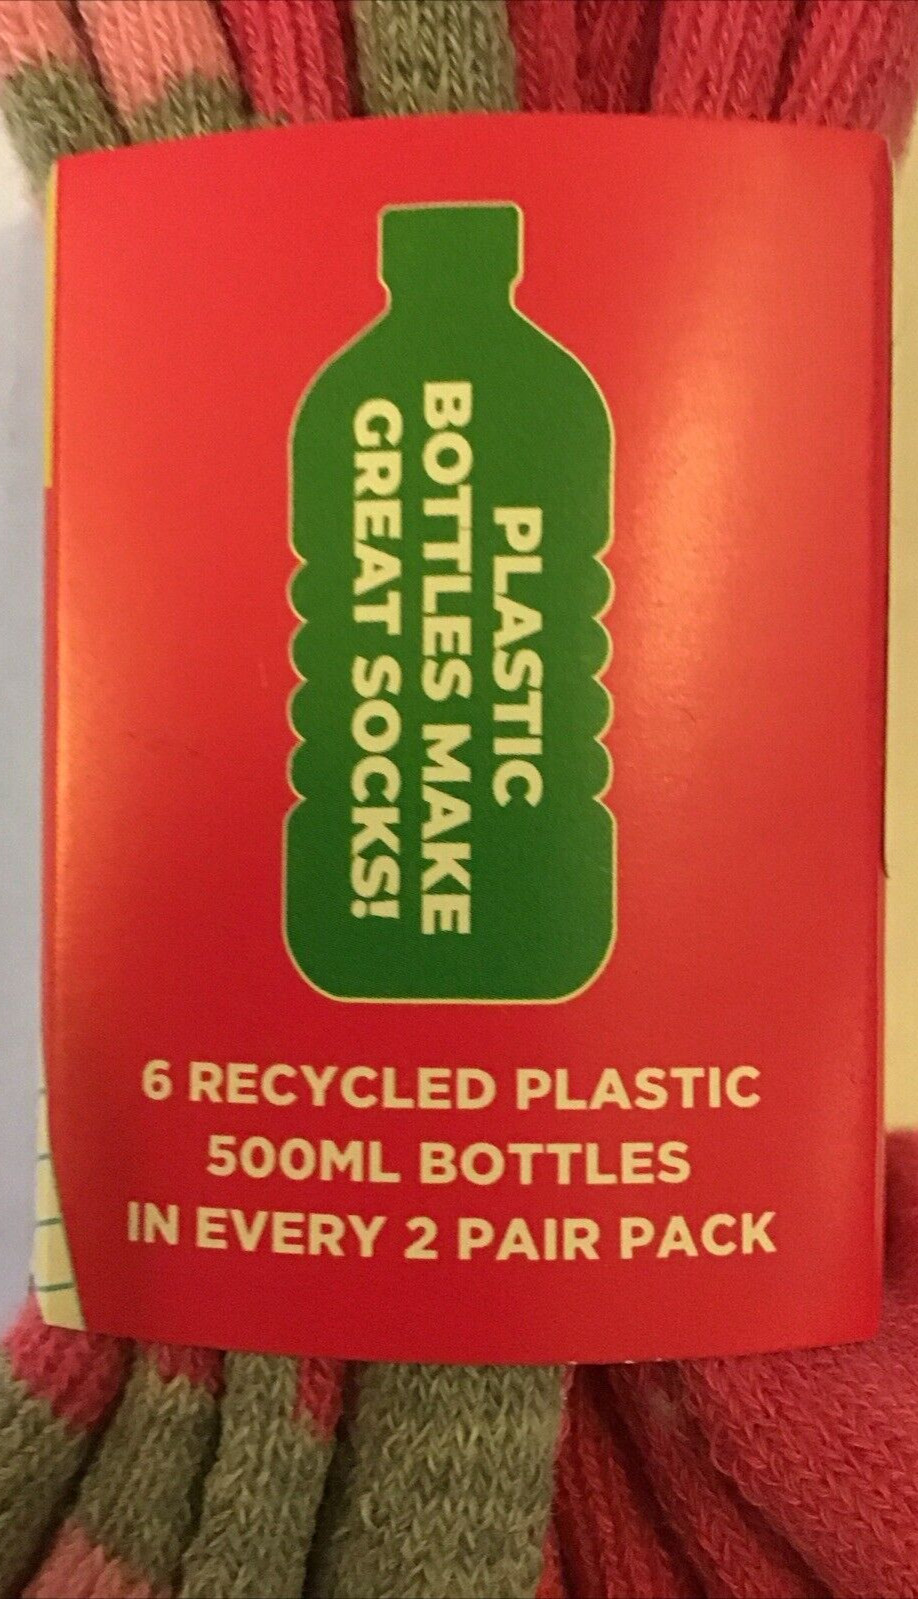 PLASTIC
BOTTLES MAKE
GREAT SOCKS!
6 RECYCLED PLASTIC
500ML BOTTLES
IN EVERY 2 PAIR PACK